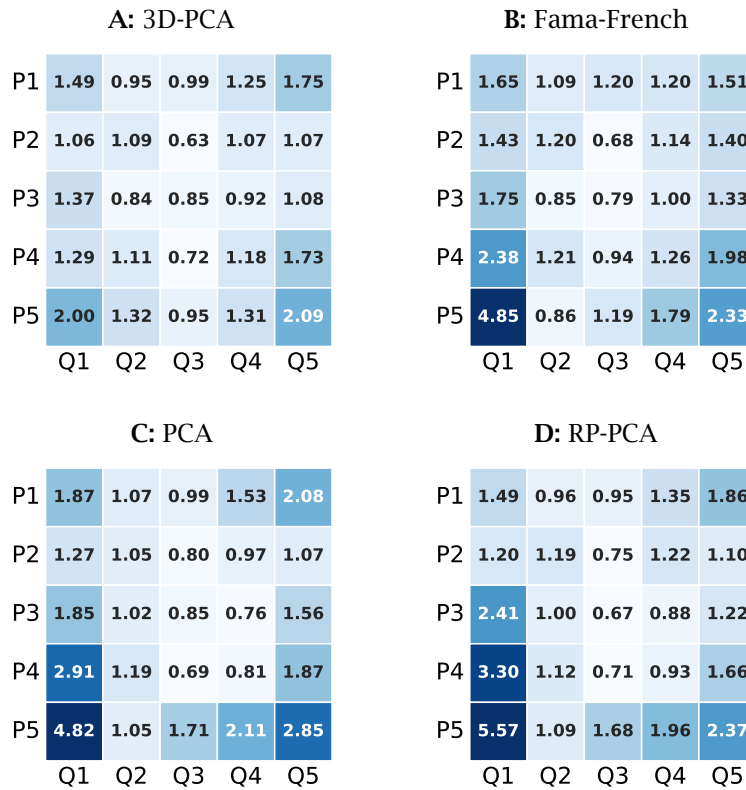 A: 3D-PCA
P1 1.49 0.95 0.99 1.25 1.75
P2 1.06 1.09 0.63 1.07 1.07
P3 1.37 0.84 0.85 0.92 1.08
P4 1.29 1.11 0.72 1.18 1.73
P5 2.00 1.32 0.95 1.31 2.09
Q1 Q2 Q3 Q4 Q5
B: Fama-French
P1 1.65 1.09 1.20 1.20 1.51
P2 1.43 1.20 0.68 1.14 1.40
P3 1.75 0.85 0.79 1.00 1.33
P4 2.38 1.21 0.94 1.26 1.98
P5 4.85 0.86 1.19 1.79 2.33
Q1 Q2 Q3 Q4 Q5
C: PCA
P1 1.87 1.07 0.99 1.53 2.08
P2 1.27 1.05 0.80 0.97 1.07
P3 1.85 1.02 0.85 0.76 1.56
P4 2.91 1.19 0.69 0.81 1.87
P5 4.82 1.05 1.71 2.11 2.85
Q1 Q2 Q3 Q4 Q5
D: RP-PCA
P1 1.49 0.96 0.95 1.35 1.86
P2 1.20 1.19 0.75 1.22 1.10
P3 2.41 1.00 0.67 0.88 1.22
P4 3.30 1.12 0.71 0.93 1.66
P5 5.57 1.09 1.68 1.96 2.37
Q1 Q2 Q3 Q4 Q5